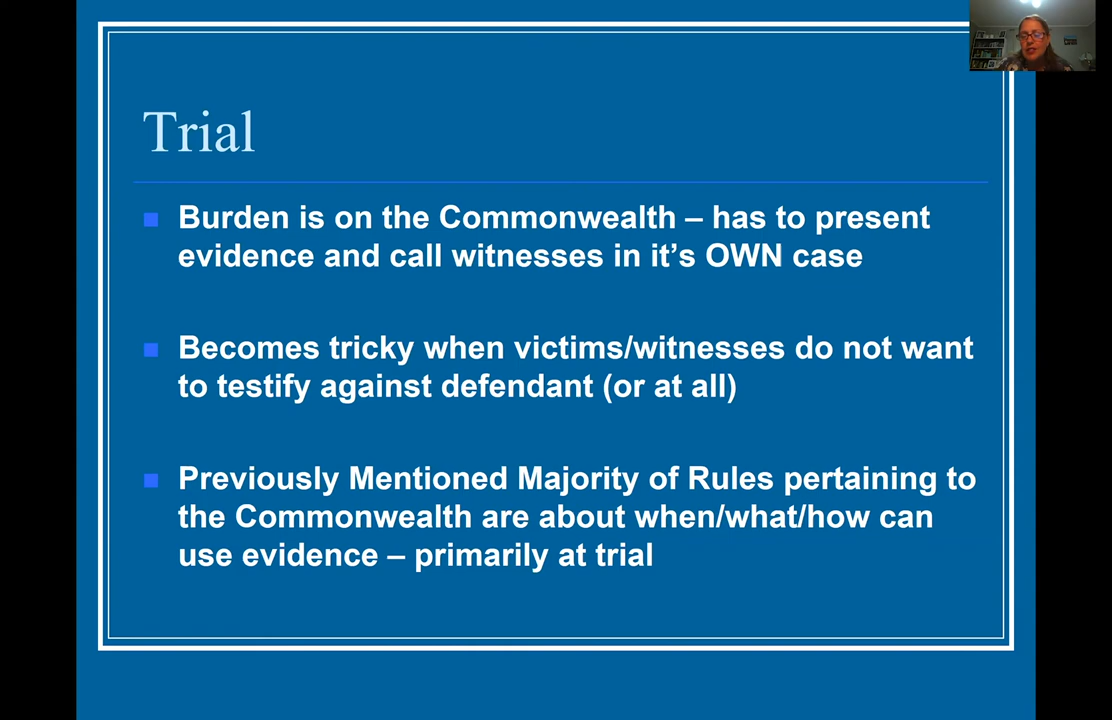 Trial
Burden is on the Commonwealth – has to present
evidence and call witnesses in it’s OWN case
Becomes tricky when victims/witnesses do not want
to testify against defendant (or at all)
Previously Mentioned Majority of Rules pertaining to
the Commonwealth are about when/what/how can
use evidence – primarily at trial